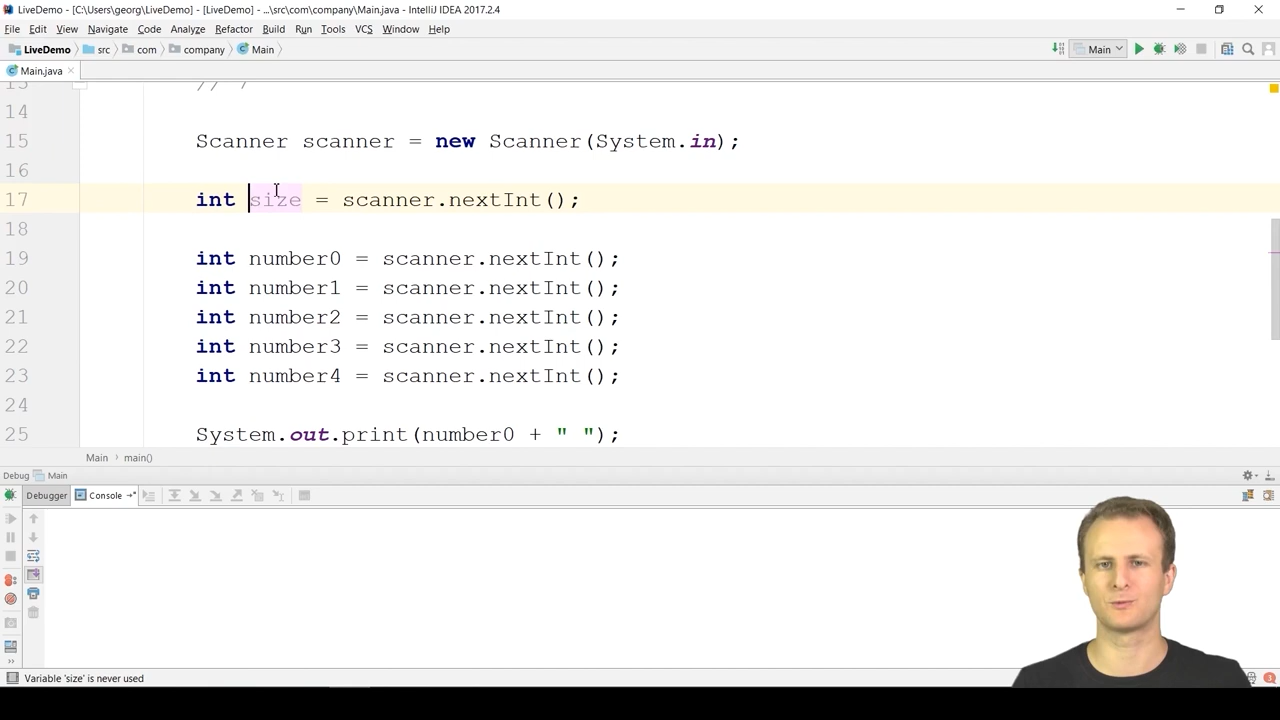 LiveDemo - [C:\Users\georg\LiveDemo] - [LiveDemo] - ...\src\com\company\Main.java - IntelliJ IDEA 2017.2.4
File Edit View Navigate Code Analyze Refactor Build Run Tools VCS Window Help
LiveDemo src com company Main Main
Main.java
13 // 7
14
15 Scanner scanner = new Scanner(System.in);
16
17 int size = scanner.nextInt();
18
19 int number0 = scanner.nextInt();
20 int number1 = scanner.nextInt();
21 int number2 = scanner.nextInt();
22 int number3 = scanner.nextInt();
23 int number4 = scanner.nextInt();
24
25 System.out.print(number0 + " ");
Main main()
Debug Main
Debugger Console
Variable 'size' is never used 3